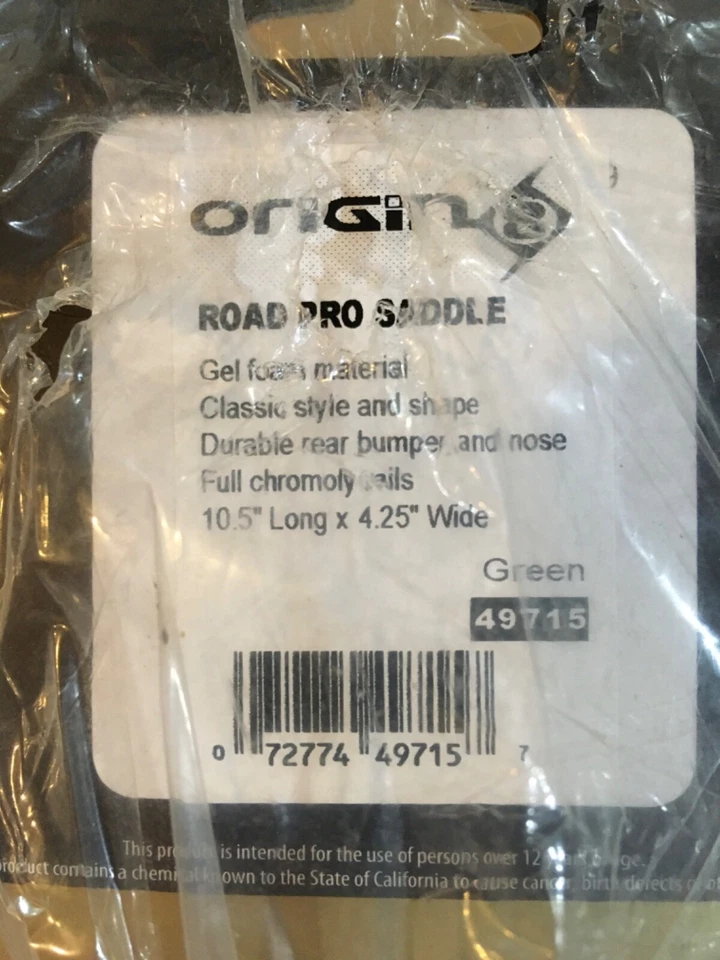 origin8
ROAD PRO SADDLE
Gel foam material
Classic style and shape
Durable rear bumper and nose
Full chromoly rails
10.5" Long x 4.25" Wide
Green
49715
0 72774 49715 7
This product is intended for the use of persons over 12 years of age.
product contains a chemical known to the State of California to cause cancer, birth defects